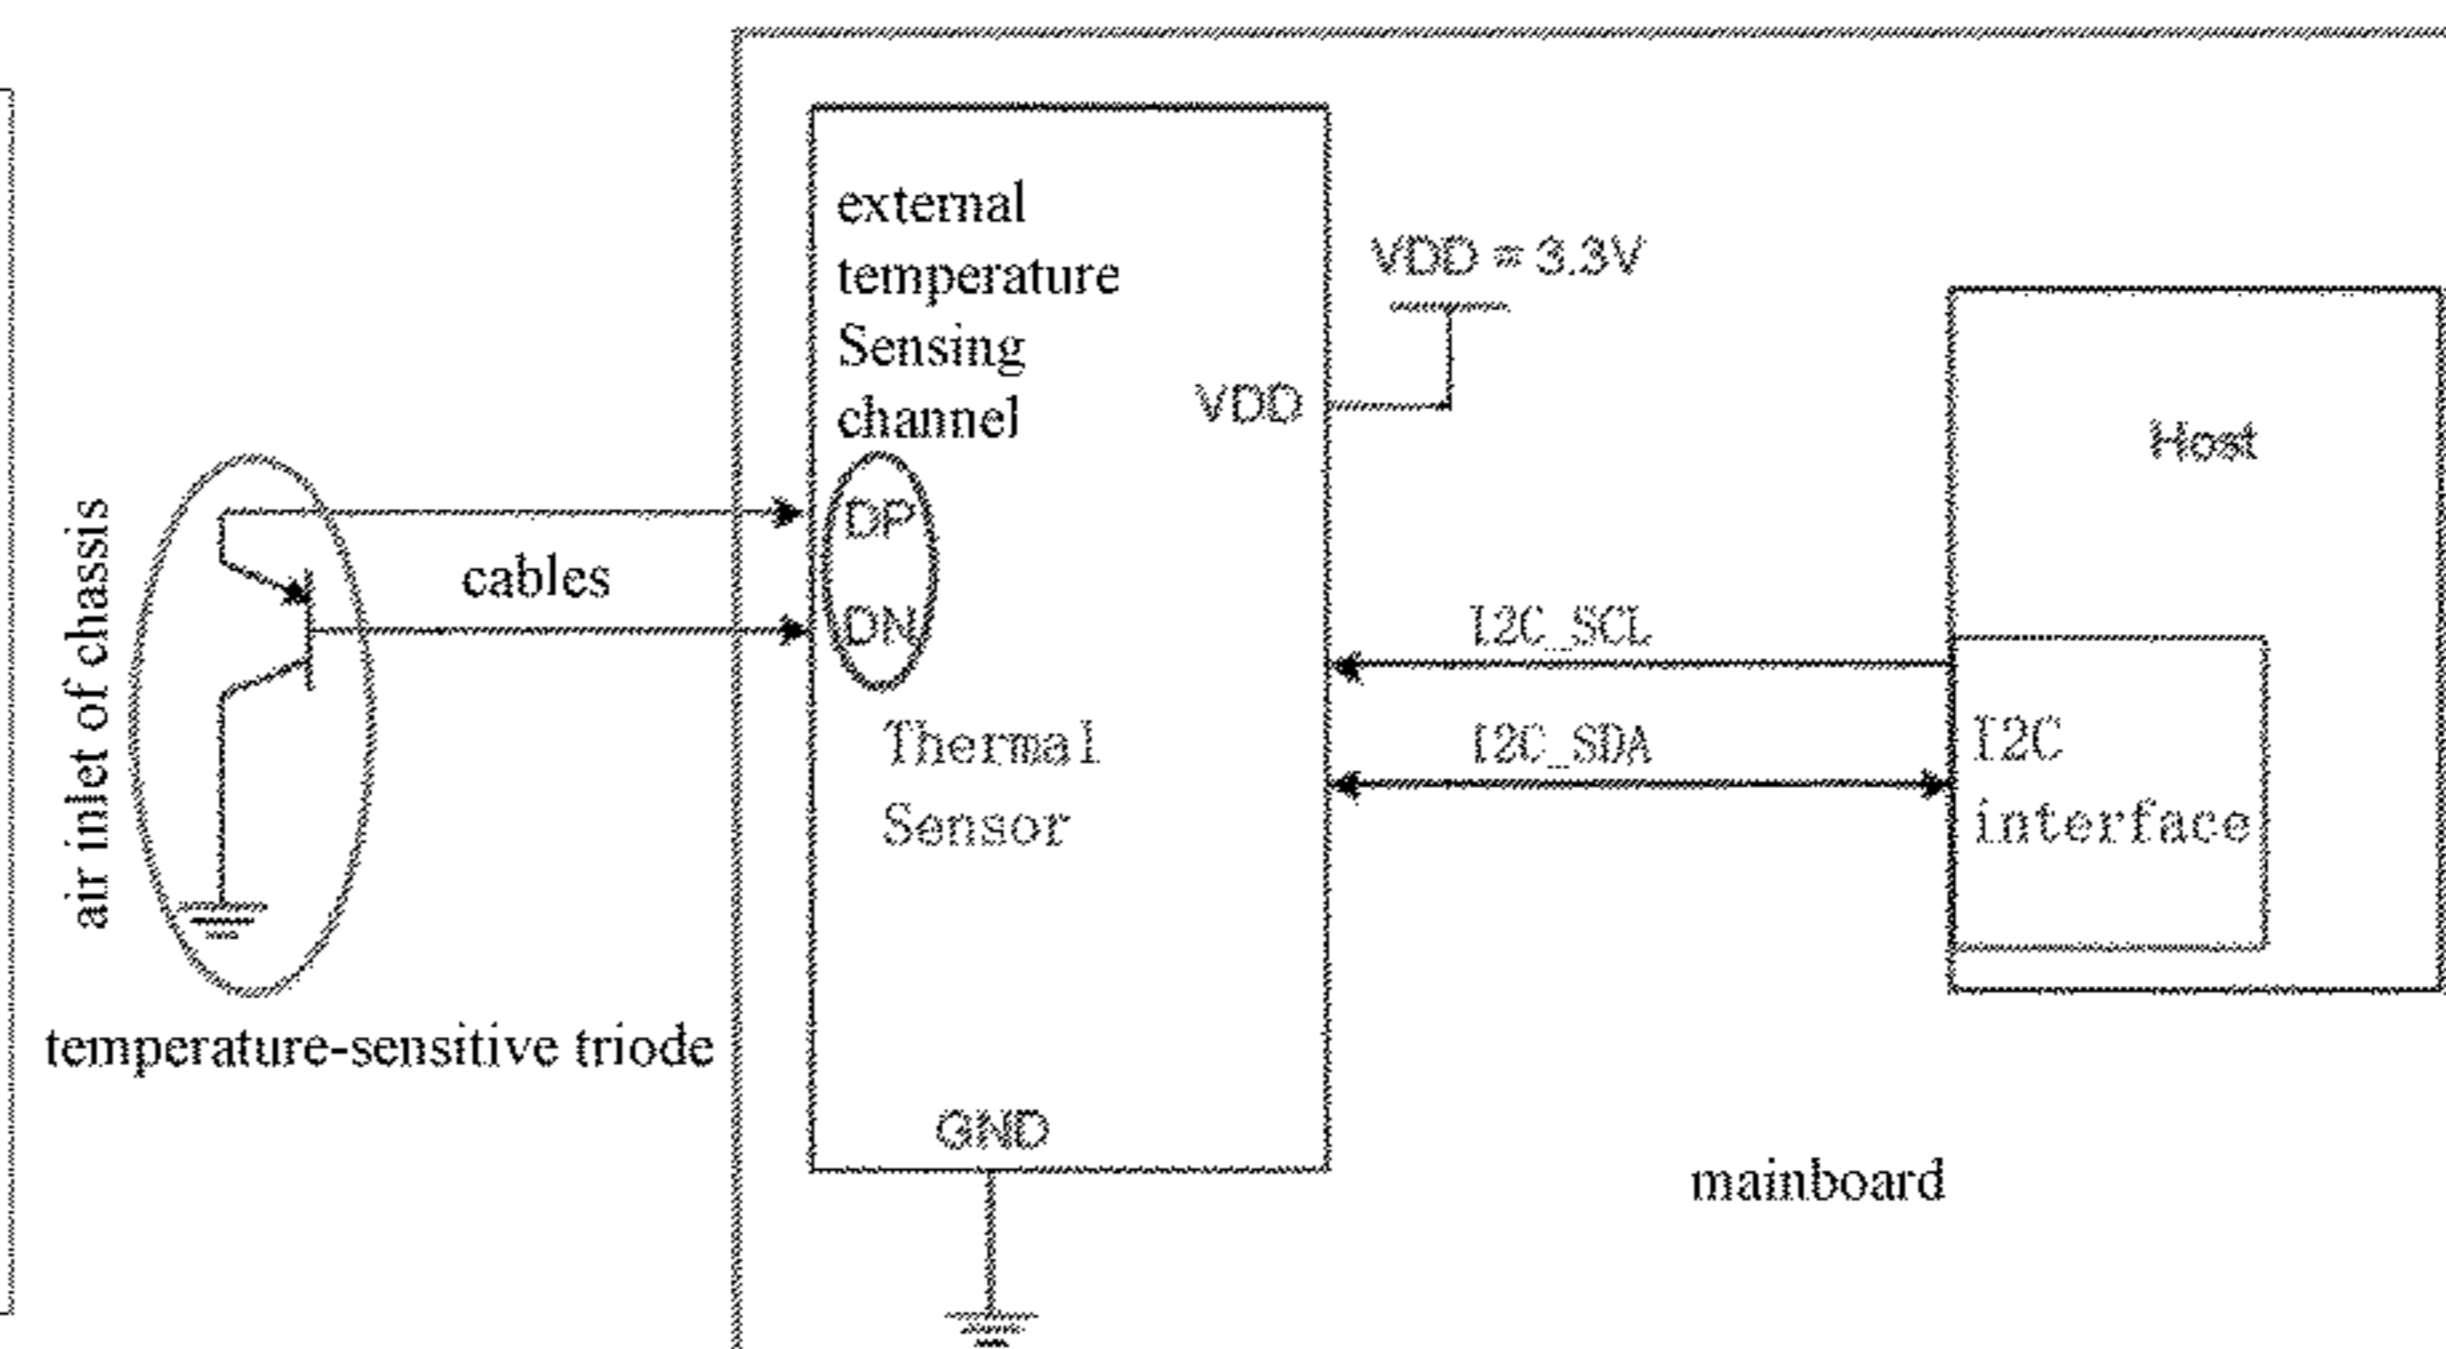 external
temperature
Sensing
channel
VDD = 3.3V
VDD
Host
DP
cables
DN
I2C_SCL
I2C_SDA
I2C
interface
Thermal
Sensor
air inlet of chassis
temperature-sensitive triode
GND
mainboard